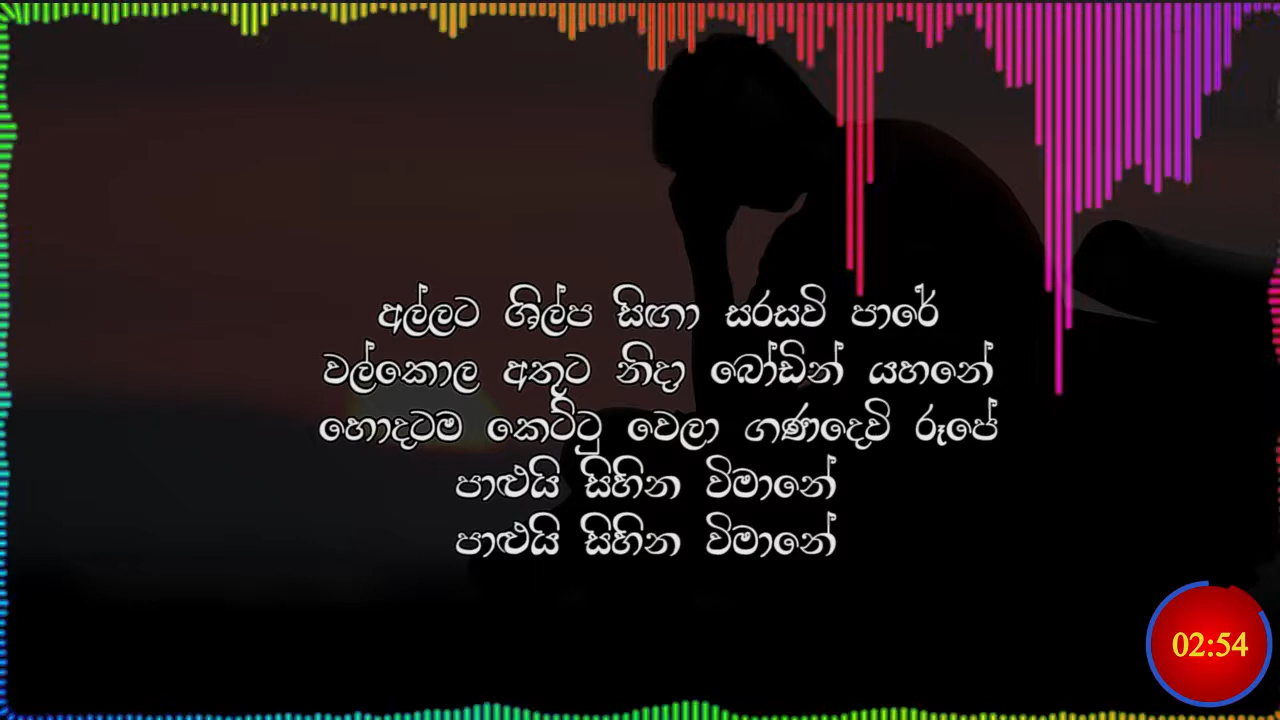 අල්ලට ශිල්ප සිඟා සරසවි පාරේ
වල්කොල අතුට නිදා බෝඩින් යහනේ
හොදටම කෙට්ටු වෙලා ගණදෙවි රූපේ
පාළුයි සිහින විමානේ
පාළුයි සිහින විමානේ
02:54